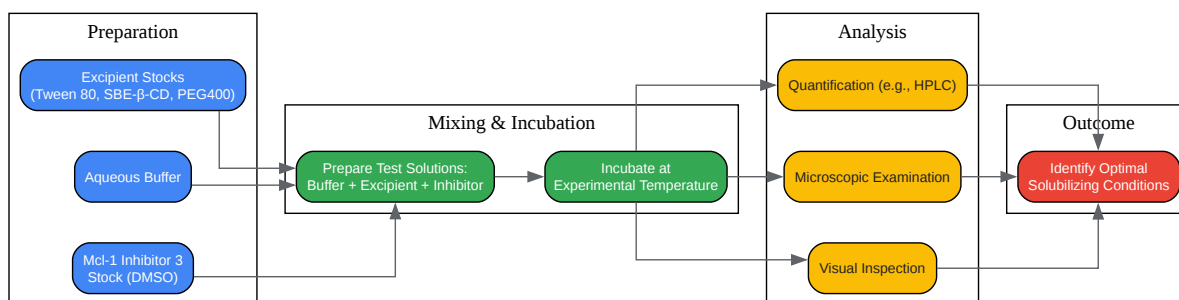 Preparation
Excipient Stocks
(Tween 80, SBE-β-CD, PEG400)
Aqueous Buffer
Mcl-1 Inhibitor 3
Stock (DMSO)
Mixing & Incubation
Prepare Test Solutions:
Buffer + Excipient + Inhibitor
Incubate at
Experimental Temperature
Analysis
Quantification (e.g., HPLC)
Microscopic Examination
Visual Inspection
Outcome
Identify Optimal
Solubilizing Conditions